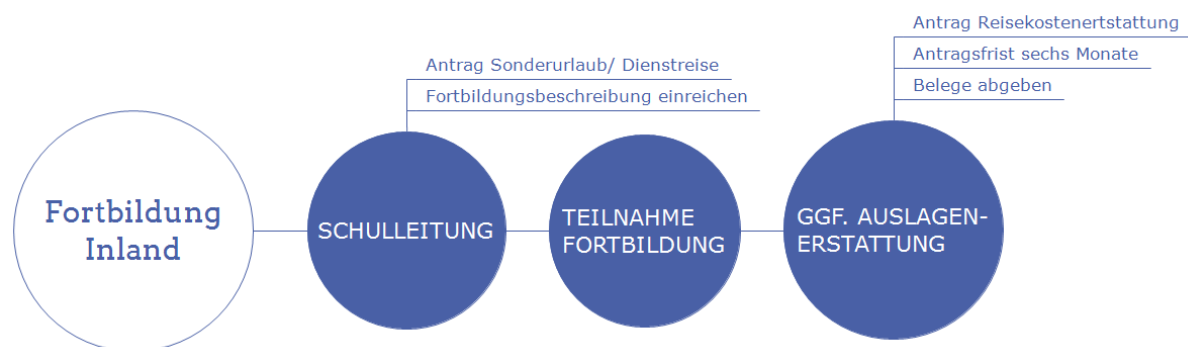 Fortbildung
Inland
Antrag Sonderurlaub/ Dienstreise
Fortbildungsbeschreibung einreichen
SCHULLEITUNG
TEILNAHME
FORTBILDUNG
Antrag Reisekostenertstattung
Antragsfrist sechs Monate
Belege abgeben
GGF. AUSLAGEN-
ERSTATTUNG